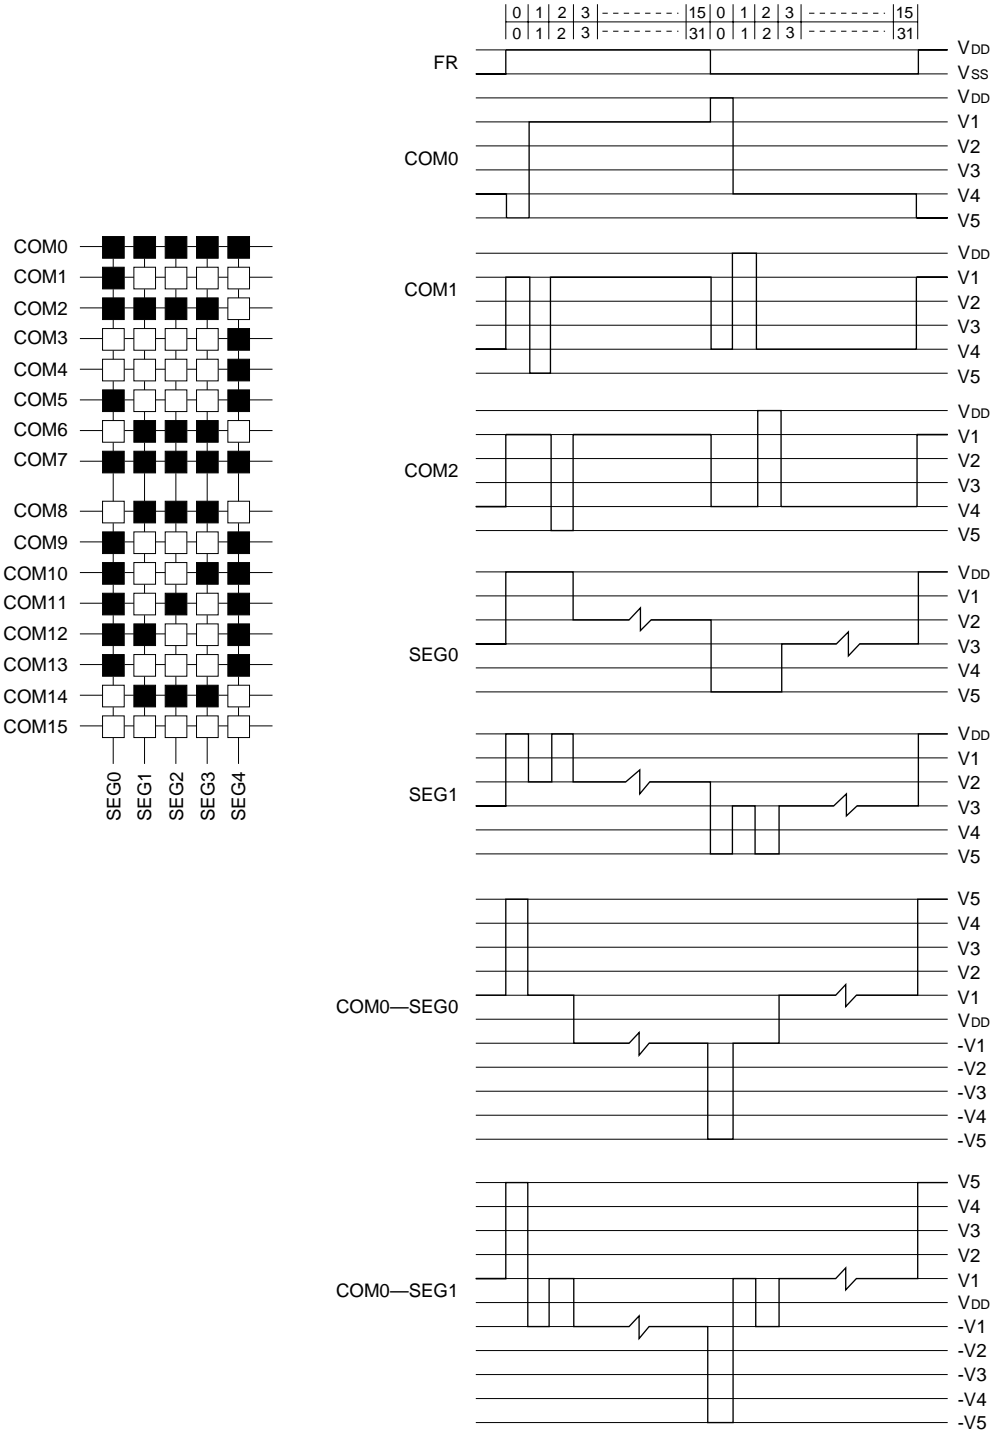 0 1 2 3 15 0 1 2 3 15
0 1 2 3 31 0 1 2 3 31
FR
VDD
VSS
COM0
VDD
V1
V2
V3
V4
V5
COM1
VDD
V1
V2
V3
V4
V5
COM2
VDD
V1
V2
V3
V4
V5
SEG0
VDD
V1
V2
V3
V4
V5
SEG1
VDD
V1
V2
V3
V4
V5
COM0—SEG0
V5
V4
V3
V2
V1
VDD
-V1
-V2
-V3
-V4
-V5
COM0—SEG1
V5
V4
V3
V2
V1
VDD
-V1
-V2
-V3
-V4
-V5
COM0
COM1
COM2
COM3
COM4
COM5
COM6
COM7
COM8
COM9
COM10
COM11
COM12
COM13
COM14
COM15
SEG0
SEG1
SEG2
SEG3
SEG4